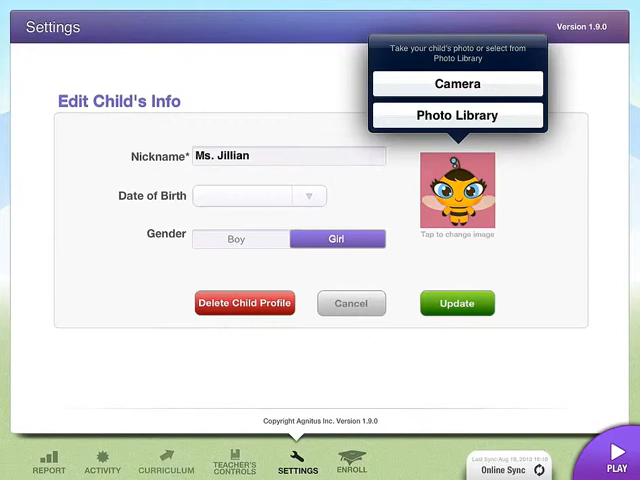 Settings
Version 1.9.0
Take your child's photo or select from
Photo Library
Camera
Photo Library
Edit Child's Info
Nickname* Ms. Jillian
Date of Birth
Tap to change image
Gender Boy Girl
Delete Child Profile Cancel Update
Copyright Agnitus Inc. Version 1.9.0
REPORT
ACTIVITY
CURRICULUM
TEACHER'S
CONTROLS
SETTINGS
ENROLL
Online Sync
PLAY